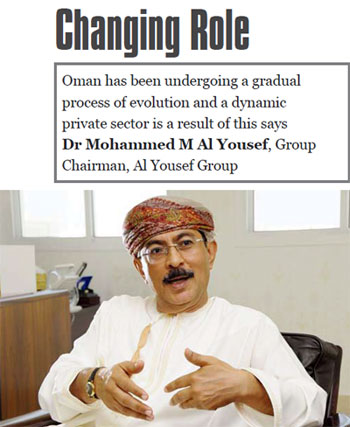 Changing Role
Oman has been undergoing a gradual
process of evolution and a dynamic
private sector is a result of this says
Dr Mohammed M Al Yousef, Group
Chairman, Al Yousef Group